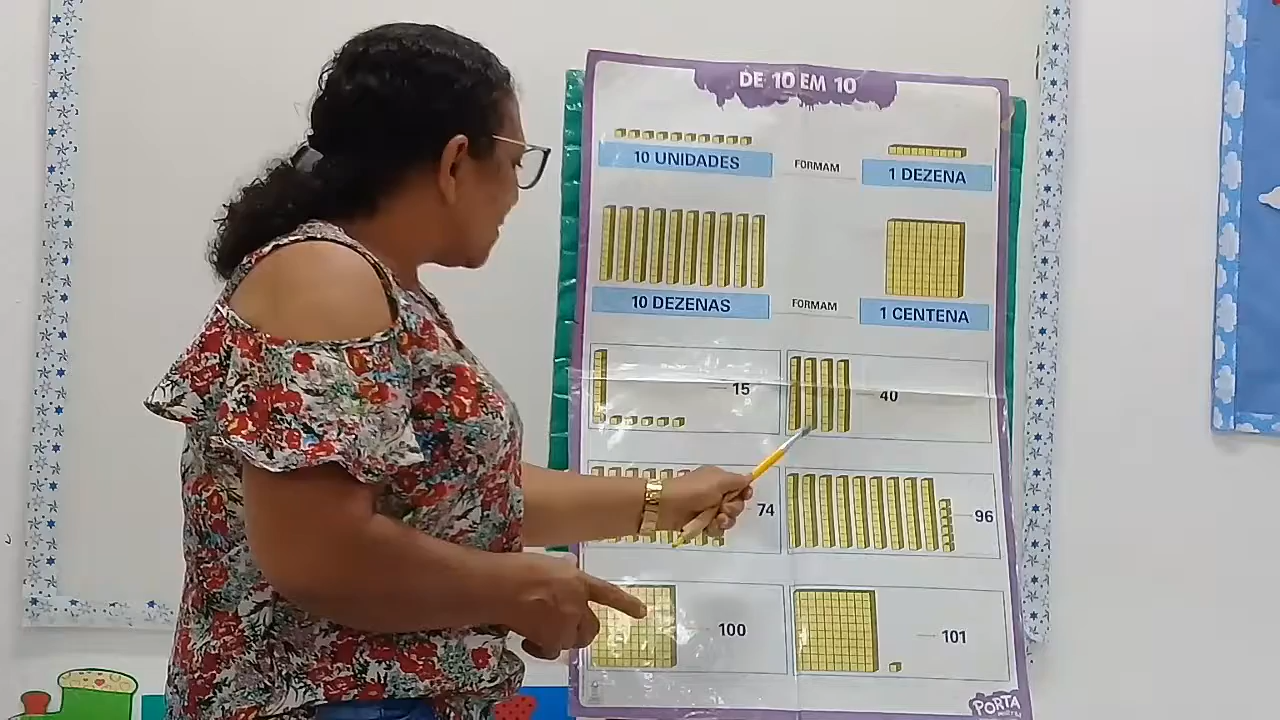 DE 10 EM 10
10 UNIDADES FORMAM 1 DEZENA
10 DEZENAS FORMAM 1 CENTENA
15 40
74 96
100 101
PORTA